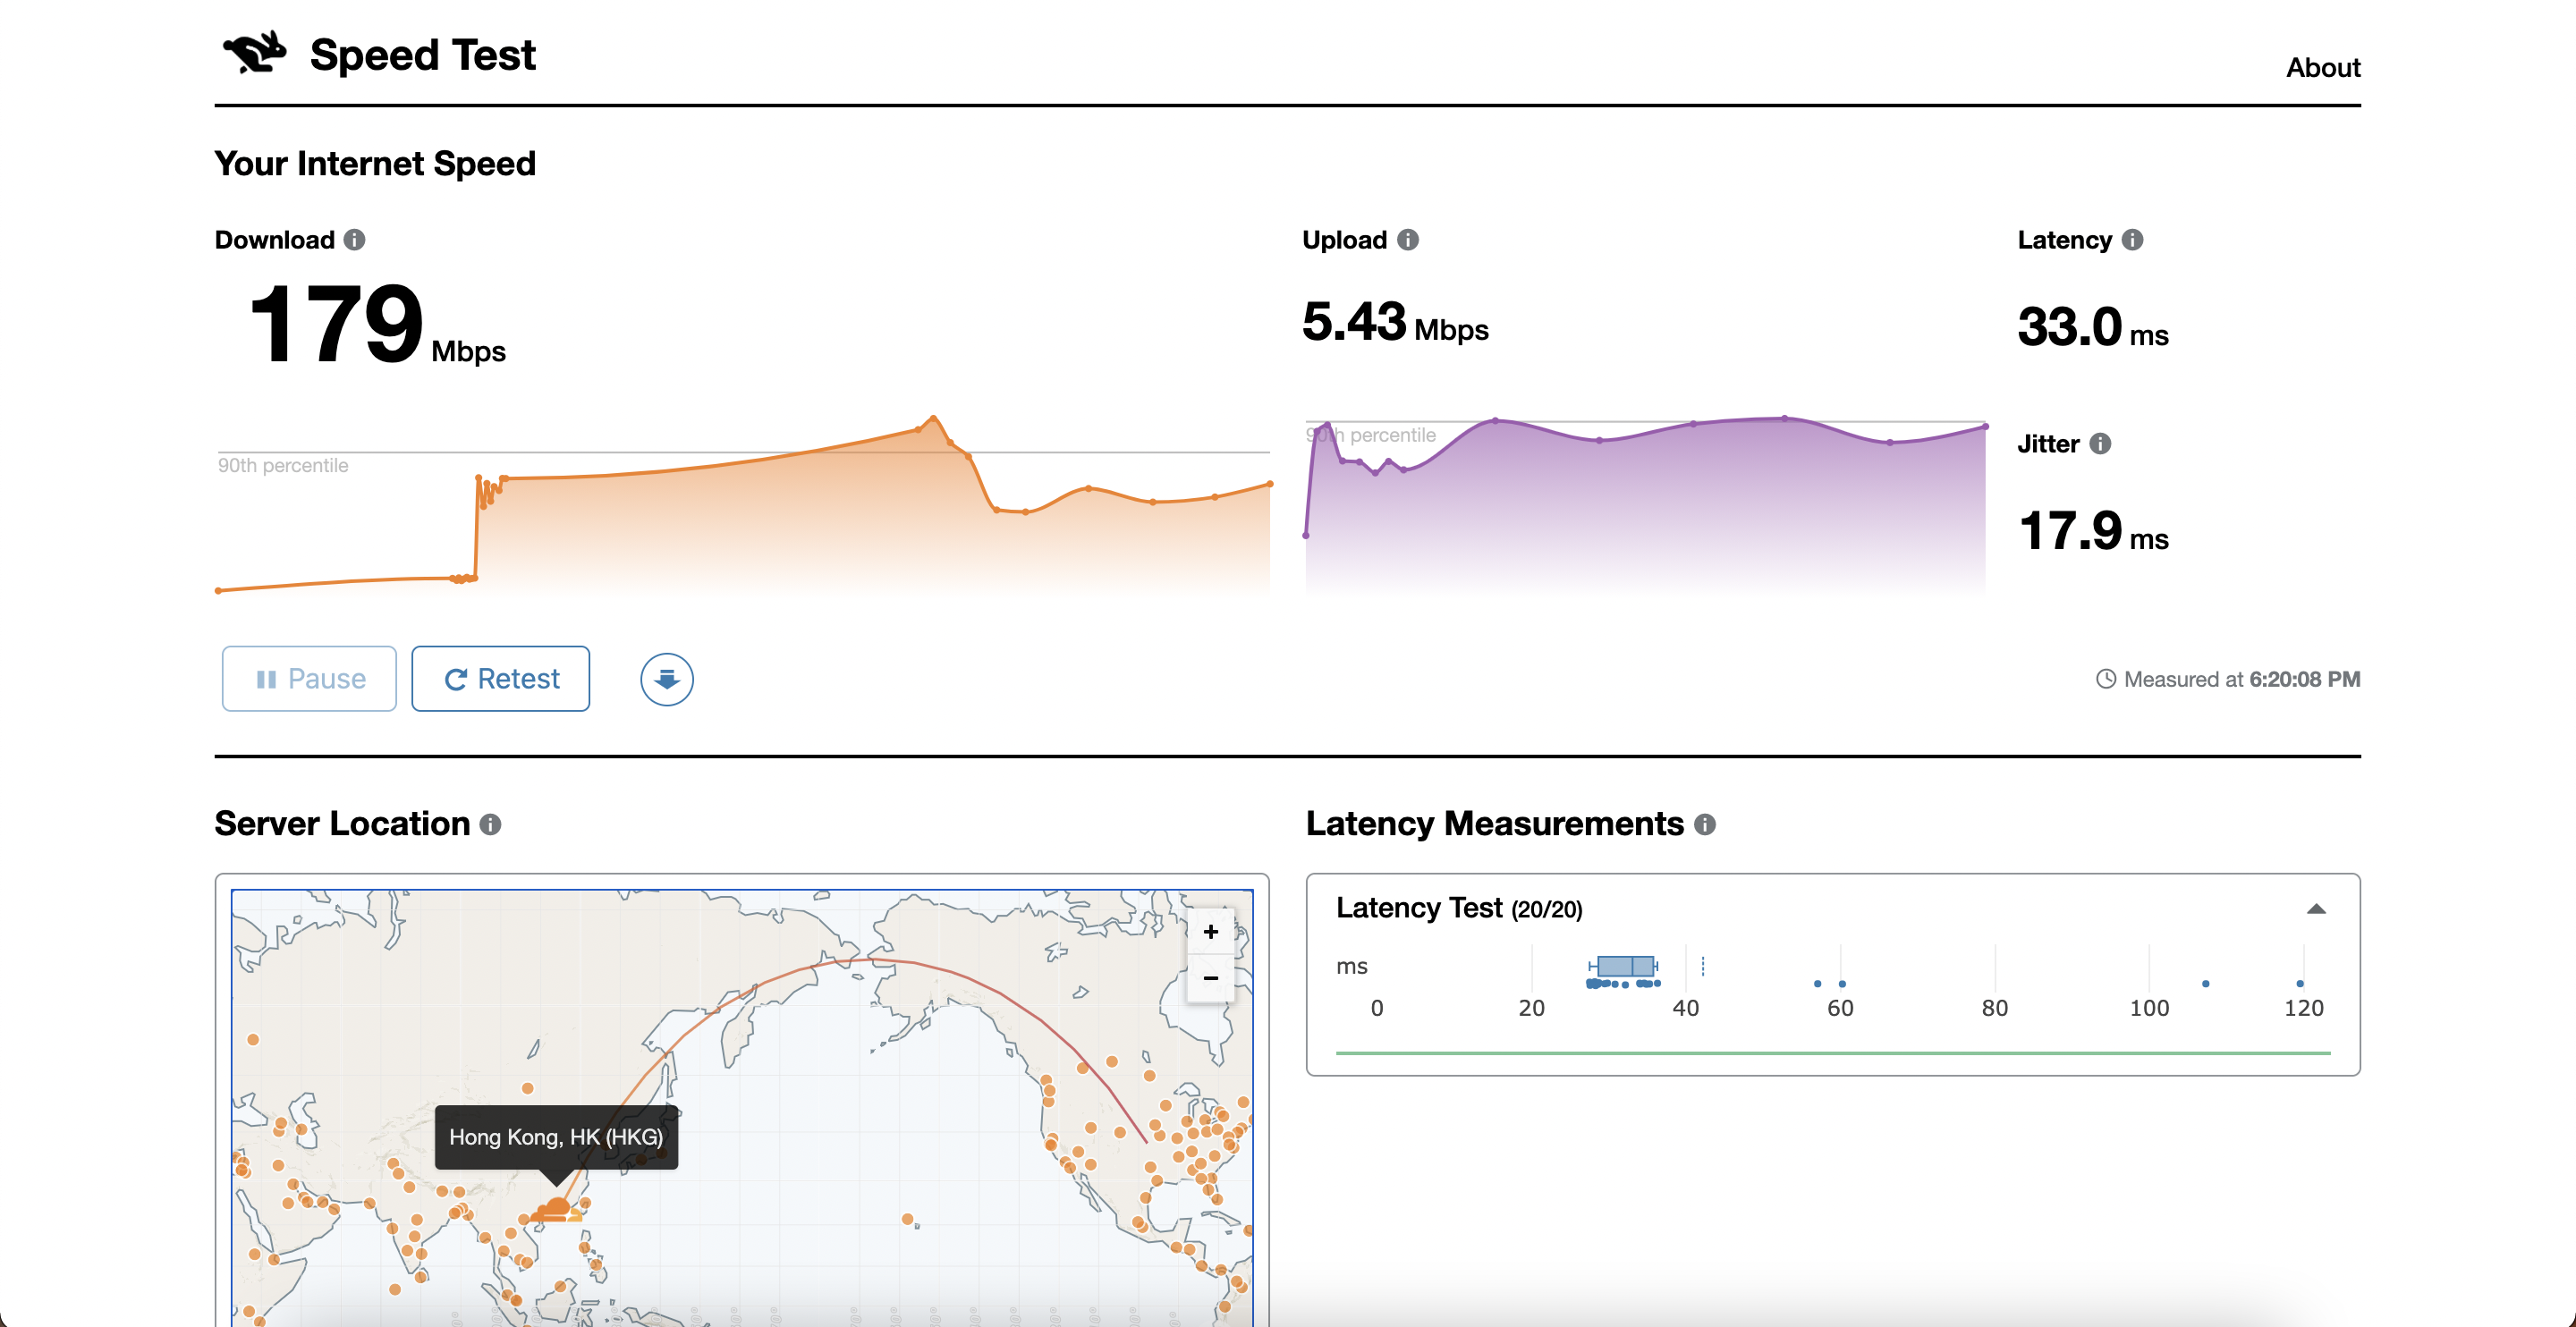 Speed Test
About
Your Internet Speed
Download
179 Mbps
90th percentile
Upload
5.43 Mbps
90th percentile
Latency
33.0 ms
Jitter
17.9 ms
Pause
Retest
Measured at 6:20:08 PM
Server Location
+
−
Hong Kong, HK (HKG)
Latency Measurements
Latency Test (20/20)
ms
0 20 40 60 80 100 120